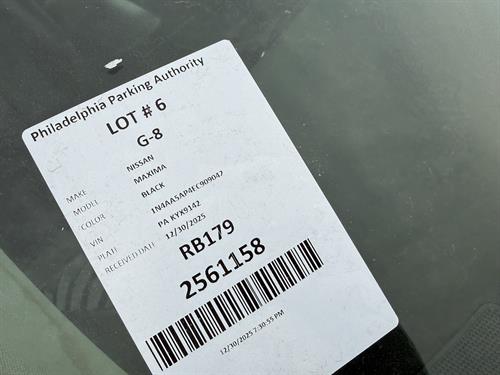 Philadelphia Parking Authority
LOT # 6
G-8
MAKE NISSAN
MODEL MAXIMA
COLOR BLACK
VIN 1N4AA5AP4EC909047
PLATE PA KYX9142
RECEIVED DATE 12/30/2025
RB179
2561158
12/30/2025 7:30:55 PM